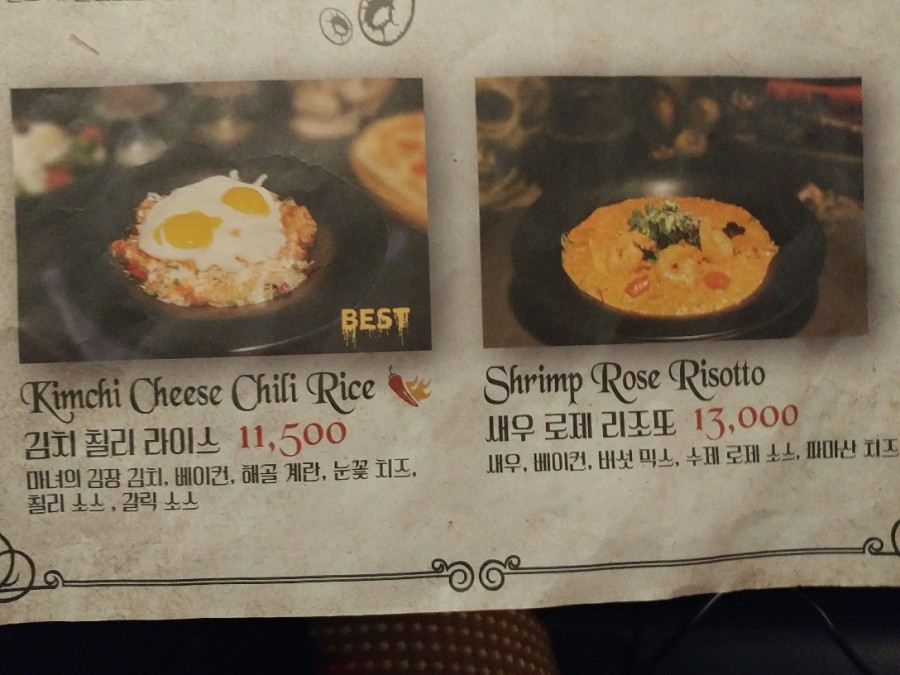 BEST
Kimchi Cheese Chili Rice
김치 칠리 라이스 11,500
마녀의 김장 김치, 베이컨, 해골 계란, 눈꽃 치즈,
칠리 소스, 갈릭 소스
Shrimp Rose Risotto
새우 로제 리조또 13,000
새우, 베이컨, 버섯 믹스, 수제 로제 소스, 파마산 치즈